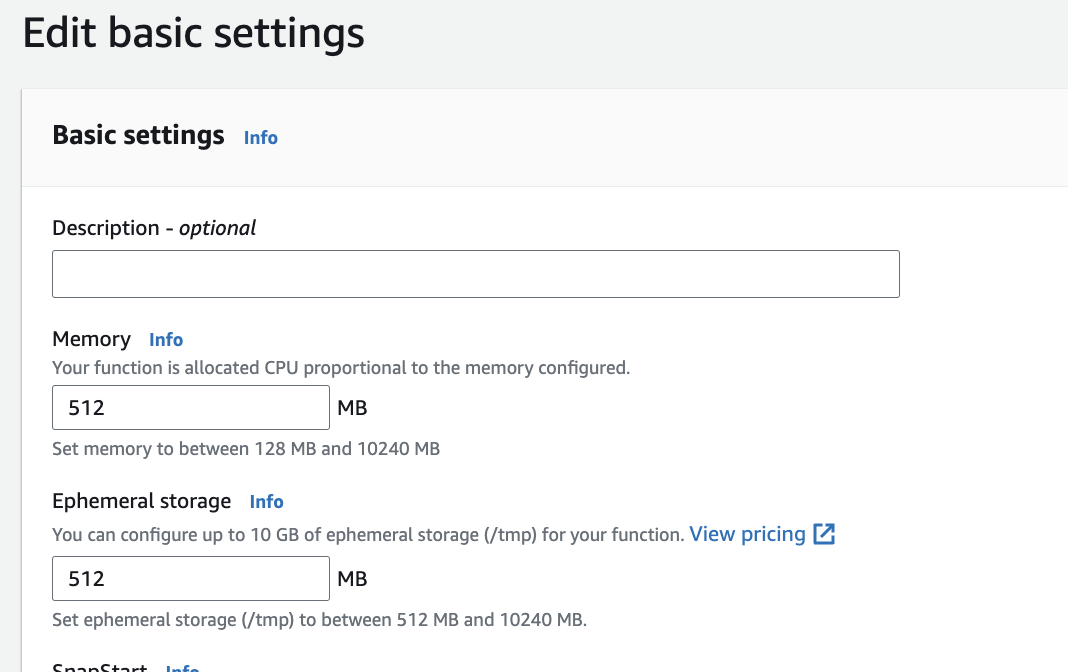 Edit basic settings
Basic settings Info
Description - optional
Memory Info
Your function is allocated CPU proportional to the memory configured.
512 MB
Set memory to between 128 MB and 10240 MB
Ephemeral storage Info
You can configure up to 10 GB of ephemeral storage (/tmp) for your function. View pricing
512 MB
Set ephemeral storage (/tmp) to between 512 MB and 10240 MB.
SnapStart Info